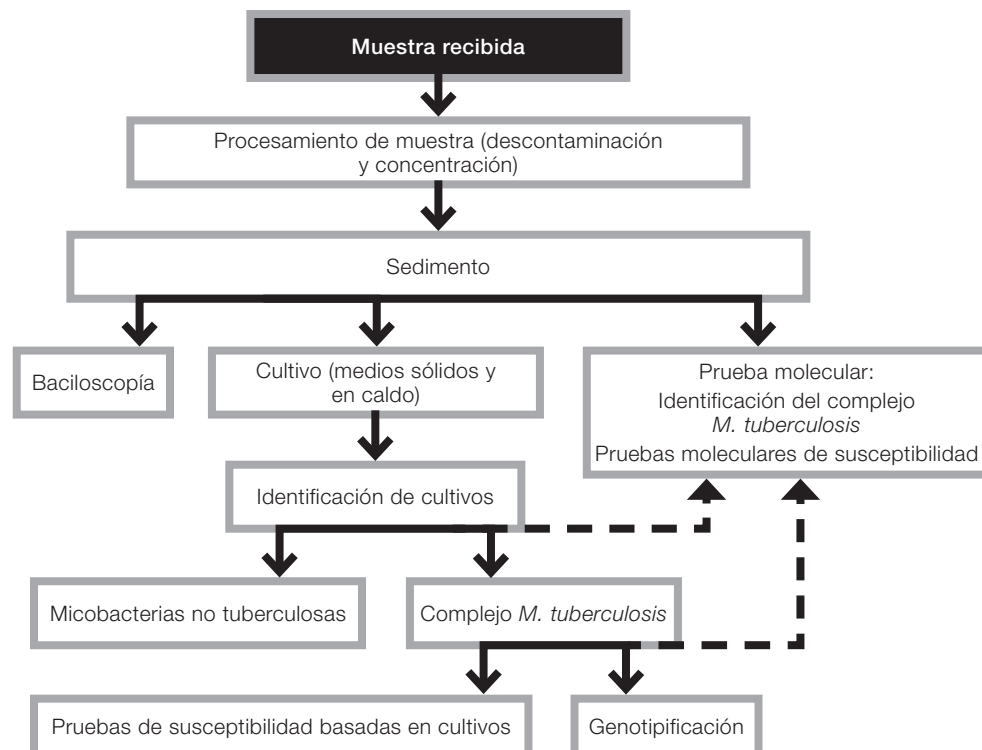 Muestra recibida
Procesamiento de muestra (descontaminación
y concentración)
Sedimento
Baciloscopía
Cultivo (medios sólidos y
en caldo)
Prueba molecular:
Identificación del complejo
M. tuberculosis
Pruebas moleculares de susceptibilidad
Identificación de cultivos
Micobacterias no tuberculosas
Complejo M. tuberculosis
Pruebas de susceptibilidad basadas en cultivos
Genotipificación